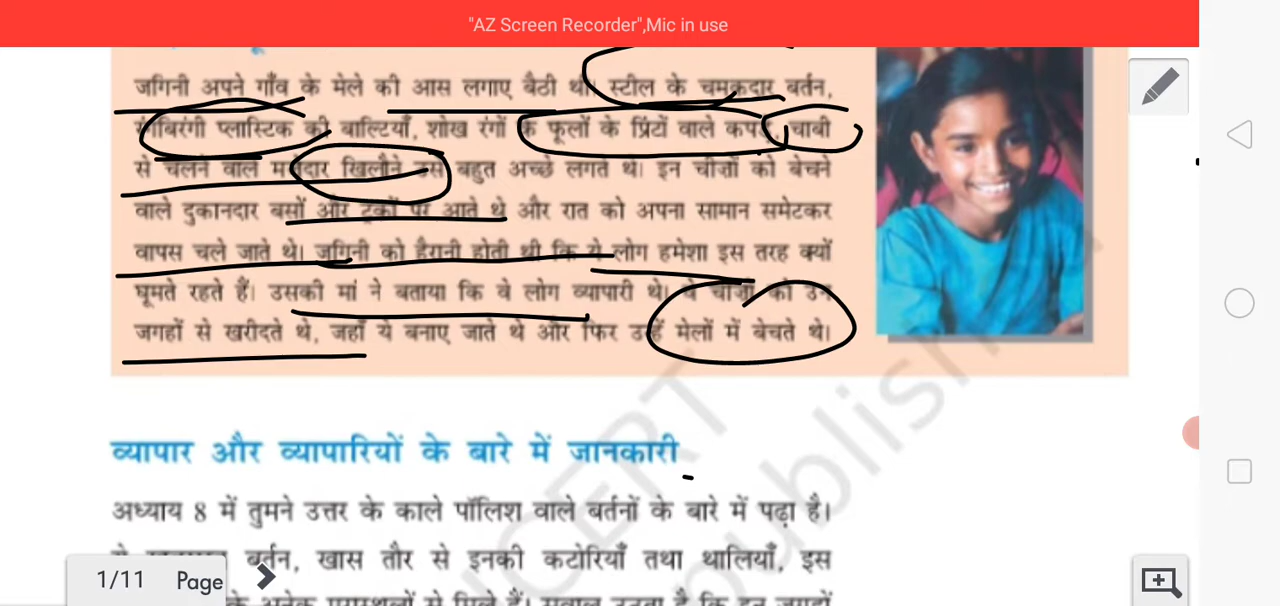 "AZ Screen Recorder",Mic in use
जगिनी अपने गाँव के मेले की आस लगाए बैठी थी। स्टील के चमकदार बर्तन,
प्लास्टिक की बाल्टियाँ, शोख रंगों के फूलों के प्रिंटों वाले कपड़े, चाबी
से चलने वाले मज़ेदार खिलौने उसे बहुत अच्छे लगते थे। इन चीज़ों को बेचने
वाले दुकानदार बसों और ट्रकों पर आते थे और रात को अपना सामान समेटकर
वापस चले जाते थे। जगिनी को हैरानी होती थी कि ये लोग हमेशा इस तरह क्यों
घूमते रहते हैं। उसकी मां ने बताया कि वे लोग व्यापारी थे। वे चीज़ों को उन
जगहों से खरीदते थे, जहाँ ये बनाए जाते थे और फिर उन्हें मेलों में बेचते थे।
व्यापार और व्यापारियों के बारे में जानकारी
अध्याय 8 में तुमने उत्तर के काले पॉलिश वाले बर्तनों के बारे में पढ़ा है।
बर्तन, खास तौर से इनकी कटोरियाँ तथा थालियाँ, इस
1/11 Page
NCERT